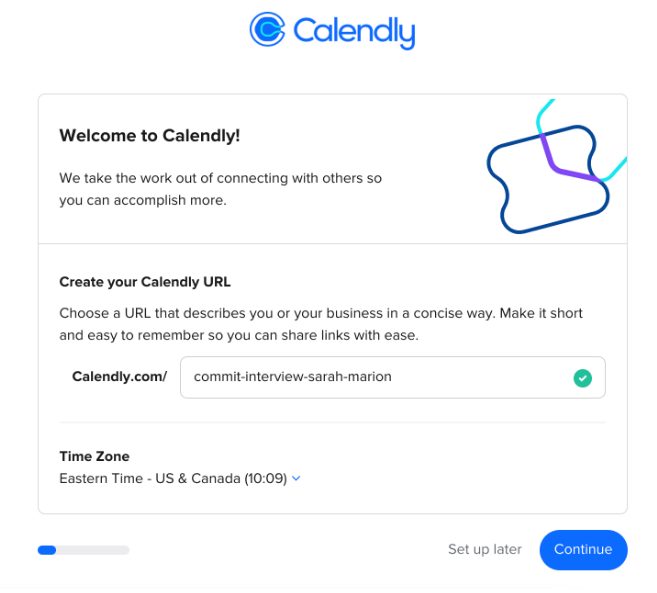 Calendly
Welcome to Calendly!
We take the work out of connecting with others so
you can accomplish more.
Create your Calendly URL
Choose a URL that describes you or your business in a concise way. Make it short
and easy to remember so you can share links with ease.
Calendly.com/ commit-interview-sarah-marion
Time Zone
Eastern Time - US & Canada (10:09)
Set up later Continue